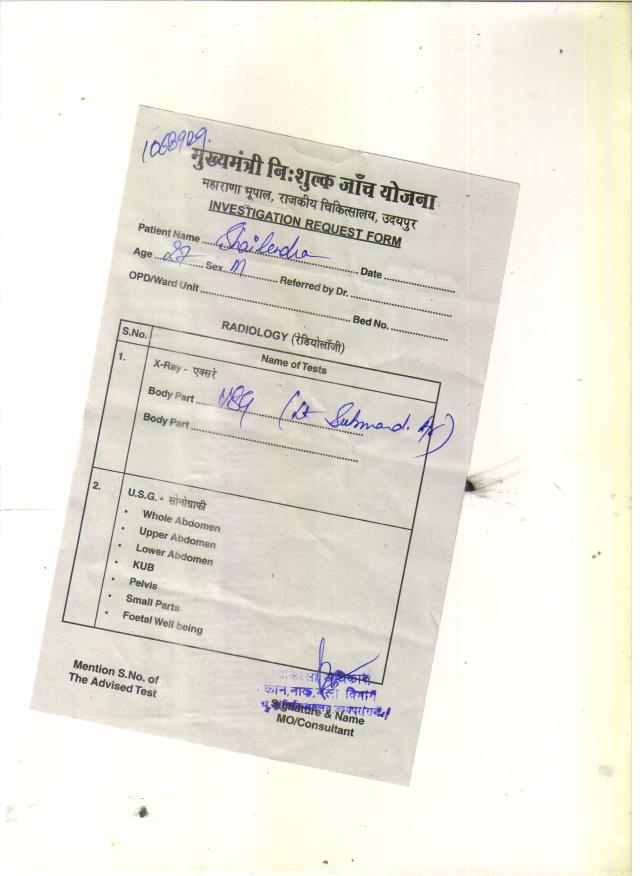 1068929
मुख्यमंत्री नि:शुल्क जाँच योजना
महाराणा भूपाल, राजकीय चिकित्सालय, उदयपुर
INVESTIGATION REQUEST FORM
Patient Name Shailendra Date
Age 27 Sex M Referred by Dr.
OPD/Ward Unit Bed No.
RADIOLOGY (रेडियोलॉजी)
S.No. Name of Tests
1. X-Ray - एक्सरे
Body Part USG (Lt
Body Part
2. U.S.G. - सोनोग्राफी
• Whole Abdomen
• Upper Abdomen
• Lower Abdomen
• KUB
• Pelvis
• Small Parts
• Foetal Well being
Mention S.No. of
The Advised Test
चिकित्सा अधिकारी
कान.नाक.गला विभाग
Signature & Name
MO/Consultant